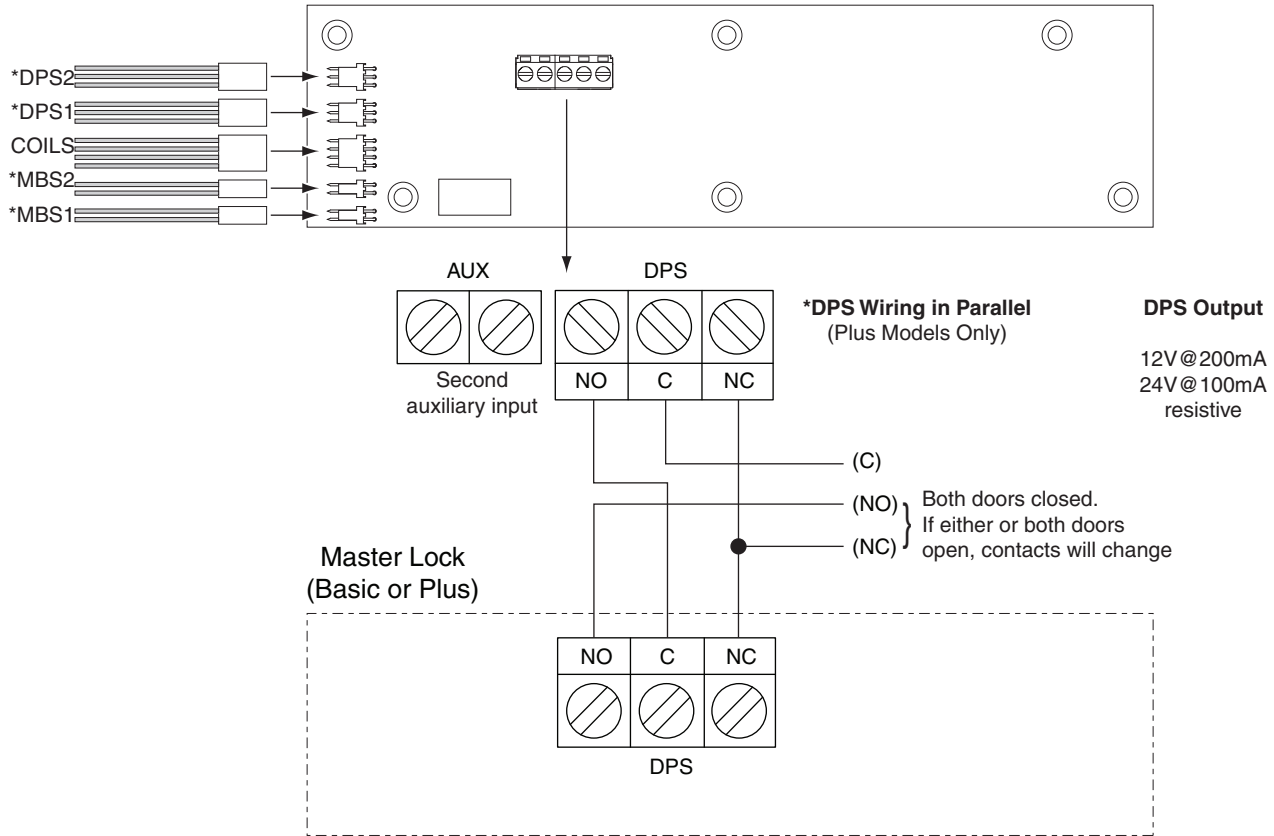 *DPS2
*DPS1
COILS
*MBS2
*MBS1
AUX
DPS
Second
auxiliary input
NO
C
NC
*DPS Wiring in Parallel
(Plus Models Only)
DPS Output
12V@200mA
24V@100mA
resistive
(C)
(NO)
(NC)
Both doors closed.
If either or both doors
open, contacts will change
Master Lock
(Basic or Plus)
NO
C
NC
DPS